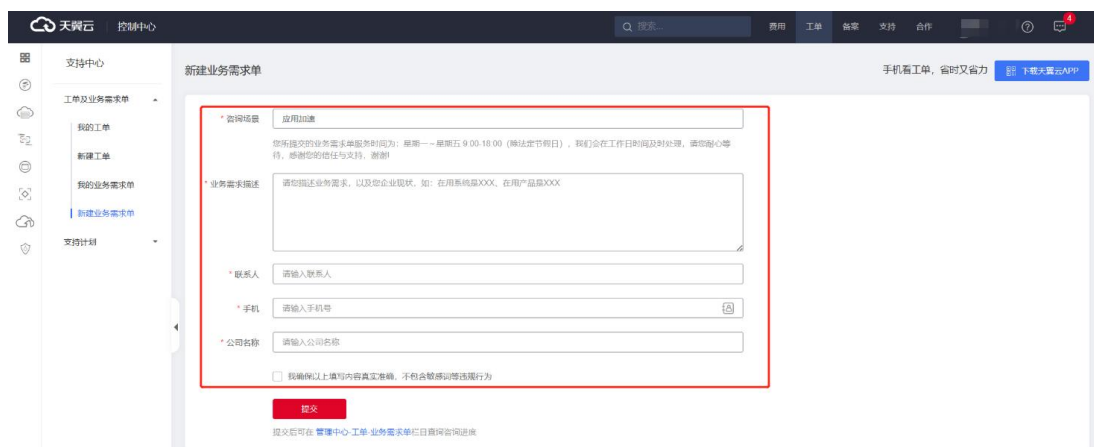 天翼云 控制中心 搜索... 费用 工单 备案 支持 合作 4
支持中心
工单及业务需求单
我的工单
新建工单
我的业务需求单
新建业务需求单
支持计划
新建业务需求单
手机看工单，省时又省力 下载天翼云APP
* 咨询场景 应用加速
您所提交的业务需求单服务时间为：星期一~星期五 9:00-18:00（除法定节假日），我们会在工作日时间及时处理，请您耐心等
待，感谢您的信任与支持，谢谢!
* 业务需求描述 请您描述业务需求，以及您企业现状，如：在用系统是XXX、在用产品是XXX
* 联系人 请输入联系人
* 手机 请输入手机号
* 公司名称 请输入公司名称
我确保以上填写内容真实准确，不包含敏感词等违规行为
提交
提交后可在 管理中心-工单-业务需求单栏目查询咨询进度